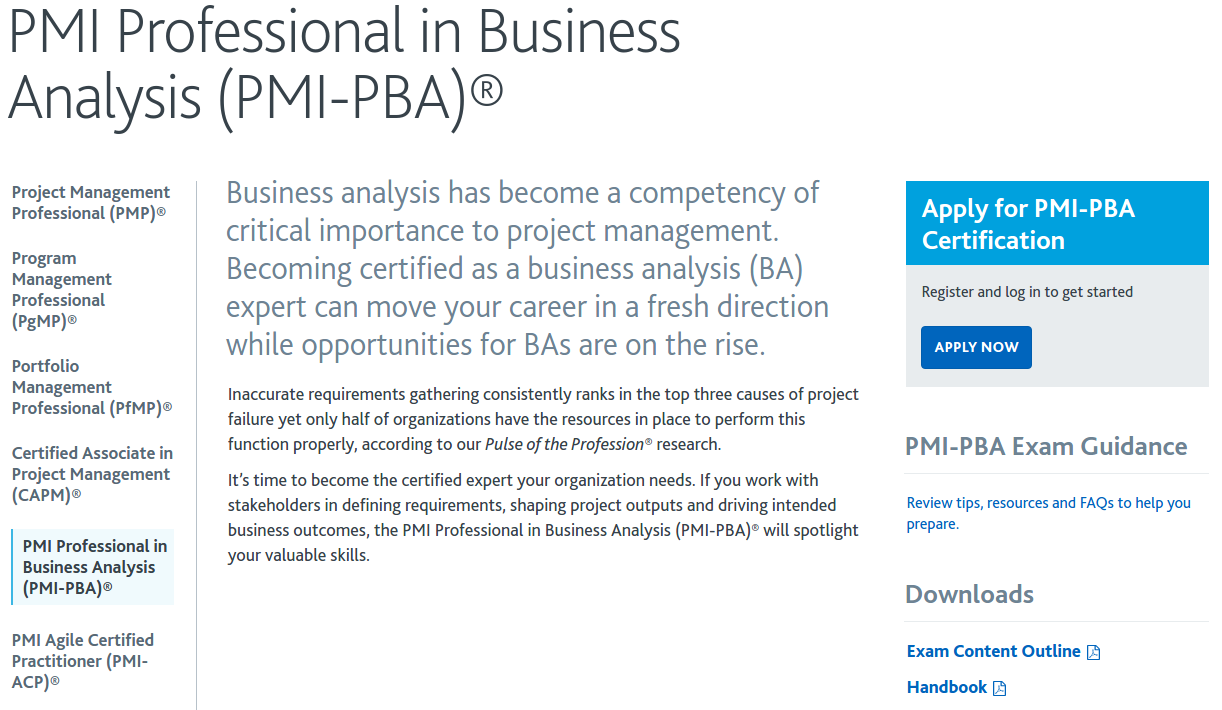 PMI Professional in Business
Analysis (PMI-PBA)®
Project Management
Professional (PMP)®
Program
Management
Professional
(PgMP)®
Portfolio
Management
Professional (PfMP)®
Certified Associate in
Project Management
(CAPM)®
PMI Professional in
Business Analysis
(PMI-PBA)®
PMI Agile Certified
Practitioner (PMI-
ACP)®
Business analysis has become a competency of
critical importance to project management.
Becoming certified as a business analysis (BA)
expert can move your career in a fresh direction
while opportunities for BAs are on the rise.
Inaccurate requirements gathering consistently ranks in the top three causes of project
failure yet only half of organizations have the resources in place to perform this
function properly, according to our Pulse of the Profession® research.
It’s time to become the certified expert your organization needs. If you work with
stakeholders in defining requirements, shaping project outputs and driving intended
business outcomes, the PMI Professional in Business Analysis (PMI-PBA)® will spotlight
your valuable skills.
Apply for PMI-PBA
Certification
Register and log in to get started
APPLY NOW
PMI-PBA Exam Guidance
Review tips, resources and FAQs to help you
prepare.
Downloads
Exam Content Outline
Handbook